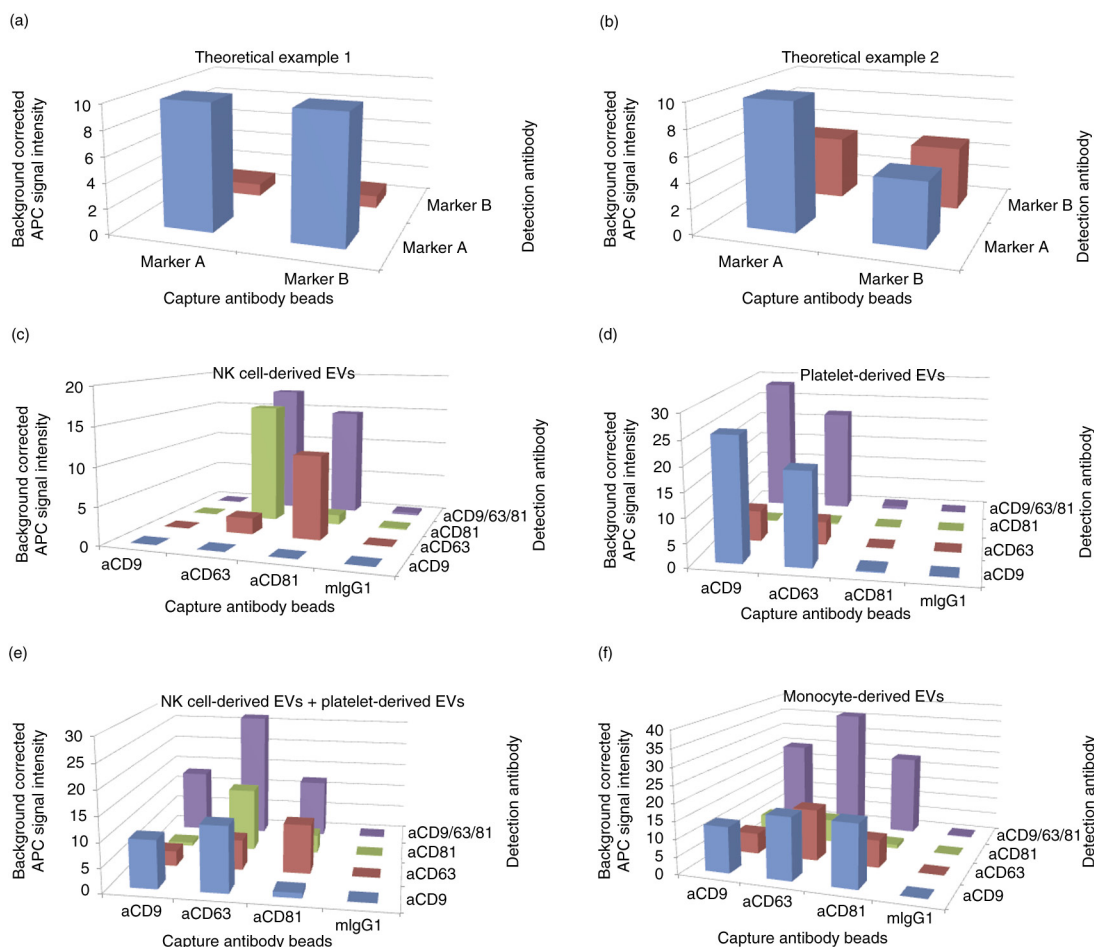 (a)
Theoretical example 1
Background corrected
APC signal intensity
10
8
6
4
2
0
Marker A
Marker B
Capture antibody beads
Marker B
Marker A
Detection antibody
(b)
Theoretical example 2
Background corrected
APC signal intensity
10
8
6
4
2
0
Marker A
Marker B
Capture antibody beads
Marker B
Marker A
Detection antibody
(c)
NK cell-derived EVs
Background corrected
APC signal intensity
20
15
10
5
0
aCD9
aCD63
aCD81
mIgG1
Capture antibody beads
aCD9/63/81
aCD81
aCD63
aCD9
Detection antibody
(d)
Platelet-derived EVs
Background corrected
APC signal intensity
30
25
20
15
10
5
0
aCD9
aCD63
aCD81
mIgG1
Capture antibody beads
aCD9/63/81
aCD81
aCD63
aCD9
Detection antibody
(e)
NK cell-derived EVs + platelet-derived EVs
Background corrected
APC signal intensity
30
25
20
15
10
5
0
aCD9
aCD63
aCD81
mIgG1
Capture antibody beads
aCD9/63/81
aCD81
aCD63
aCD9
Detection antibody
(f)
Monocyte-derived EVs
Background corrected
APC signal intensity
40
35
30
25
20
15
10
5
0
aCD9
aCD63
aCD81
mIgG1
Capture antibody beads
aCD9/63/81
aCD81
aCD63
aCD9
Detection antibody